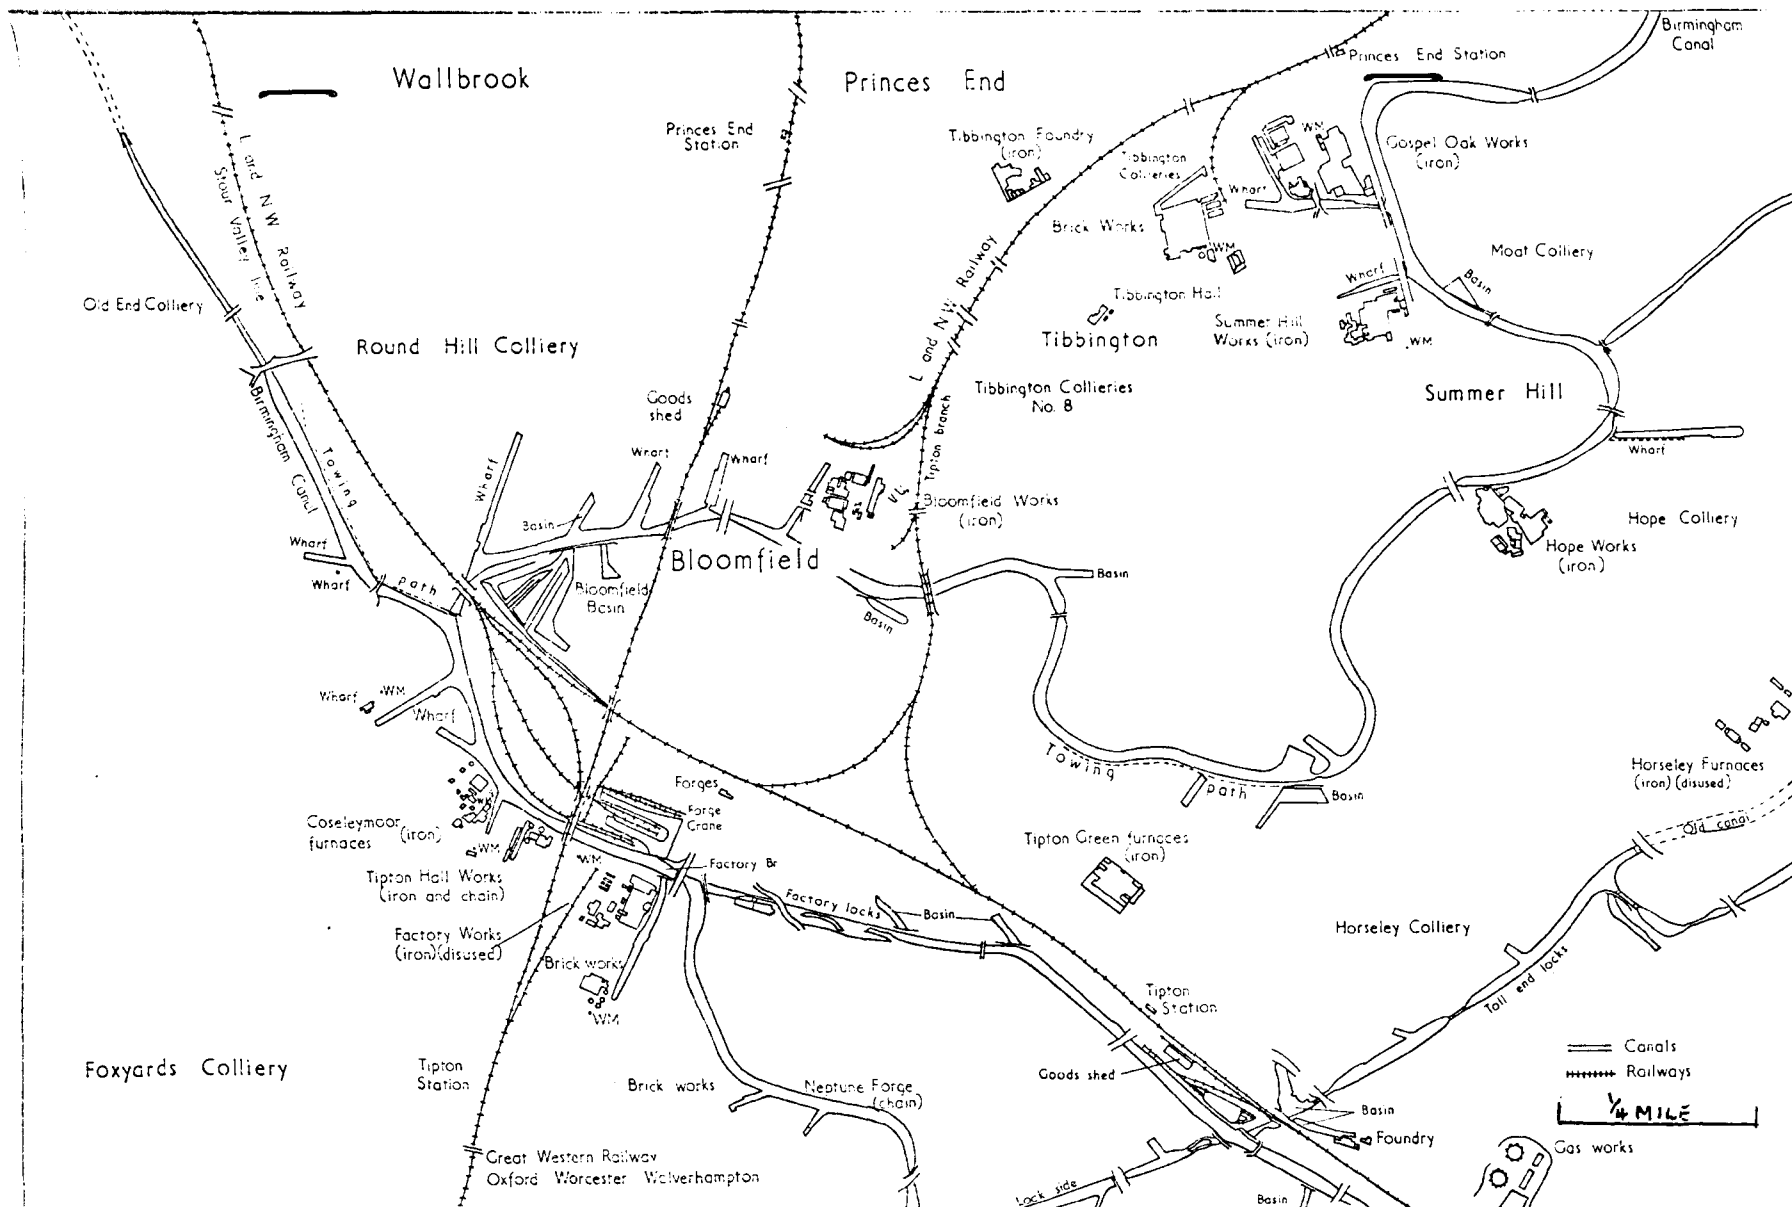 Birmingham
Canal
Wallbrook
Princes End
Princes End Station
Princes End
Station
Tibbington Foundry
(iron)
WM
Gospel Oak Works
(iron)
Tibbington
Collieries
Wharf
L and NW Railway
Stour Valley line
Brick Works
WM
Moat Colliery
L and NW Railway
Wharf
Basin
Old End Colliery
Tibbington Hall
Summer Hill
Works (iron)
WM
Round Hill Colliery
Tibbington
Tibbington Collieries
No. 8
Summer Hill
Goods
shed
Tipton branch
Birmingham Canal
Towing
path
Wharf
Wharf
Wharf
Wharf
Basin
Bloomfield Works
(iron)
Hope Colliery
Hope Works
(iron)
Wharf
Wharf
Bloomfield
Bloomfield
Basin
Basin
Basin
Wharf
WM
Wharf
Towing
path
Basin
Horseley Furnaces
(iron) (disused)
Old canal
Forges
Forge
Crane
Coseleymoor
furnaces
(iron)
WM
WM
Factory Br
Tipton Green furnaces
(iron)
Tipton Hall Works
(iron and chain)
Factory locks
Basin
Factory Works
(iron)(disused)
Horseley Colliery
Brick works
WM
Toll end locks
Tipton
Station
Foxyards Colliery
Tipton
Station
Brick works
Neptune Forge
(chain)
Goods shed
Canals
Railways
1/4 MILE
Basin
Foundry
Gas works
Great Western Railway
Oxford Worcester Wolverhampton
Lock side
Basin